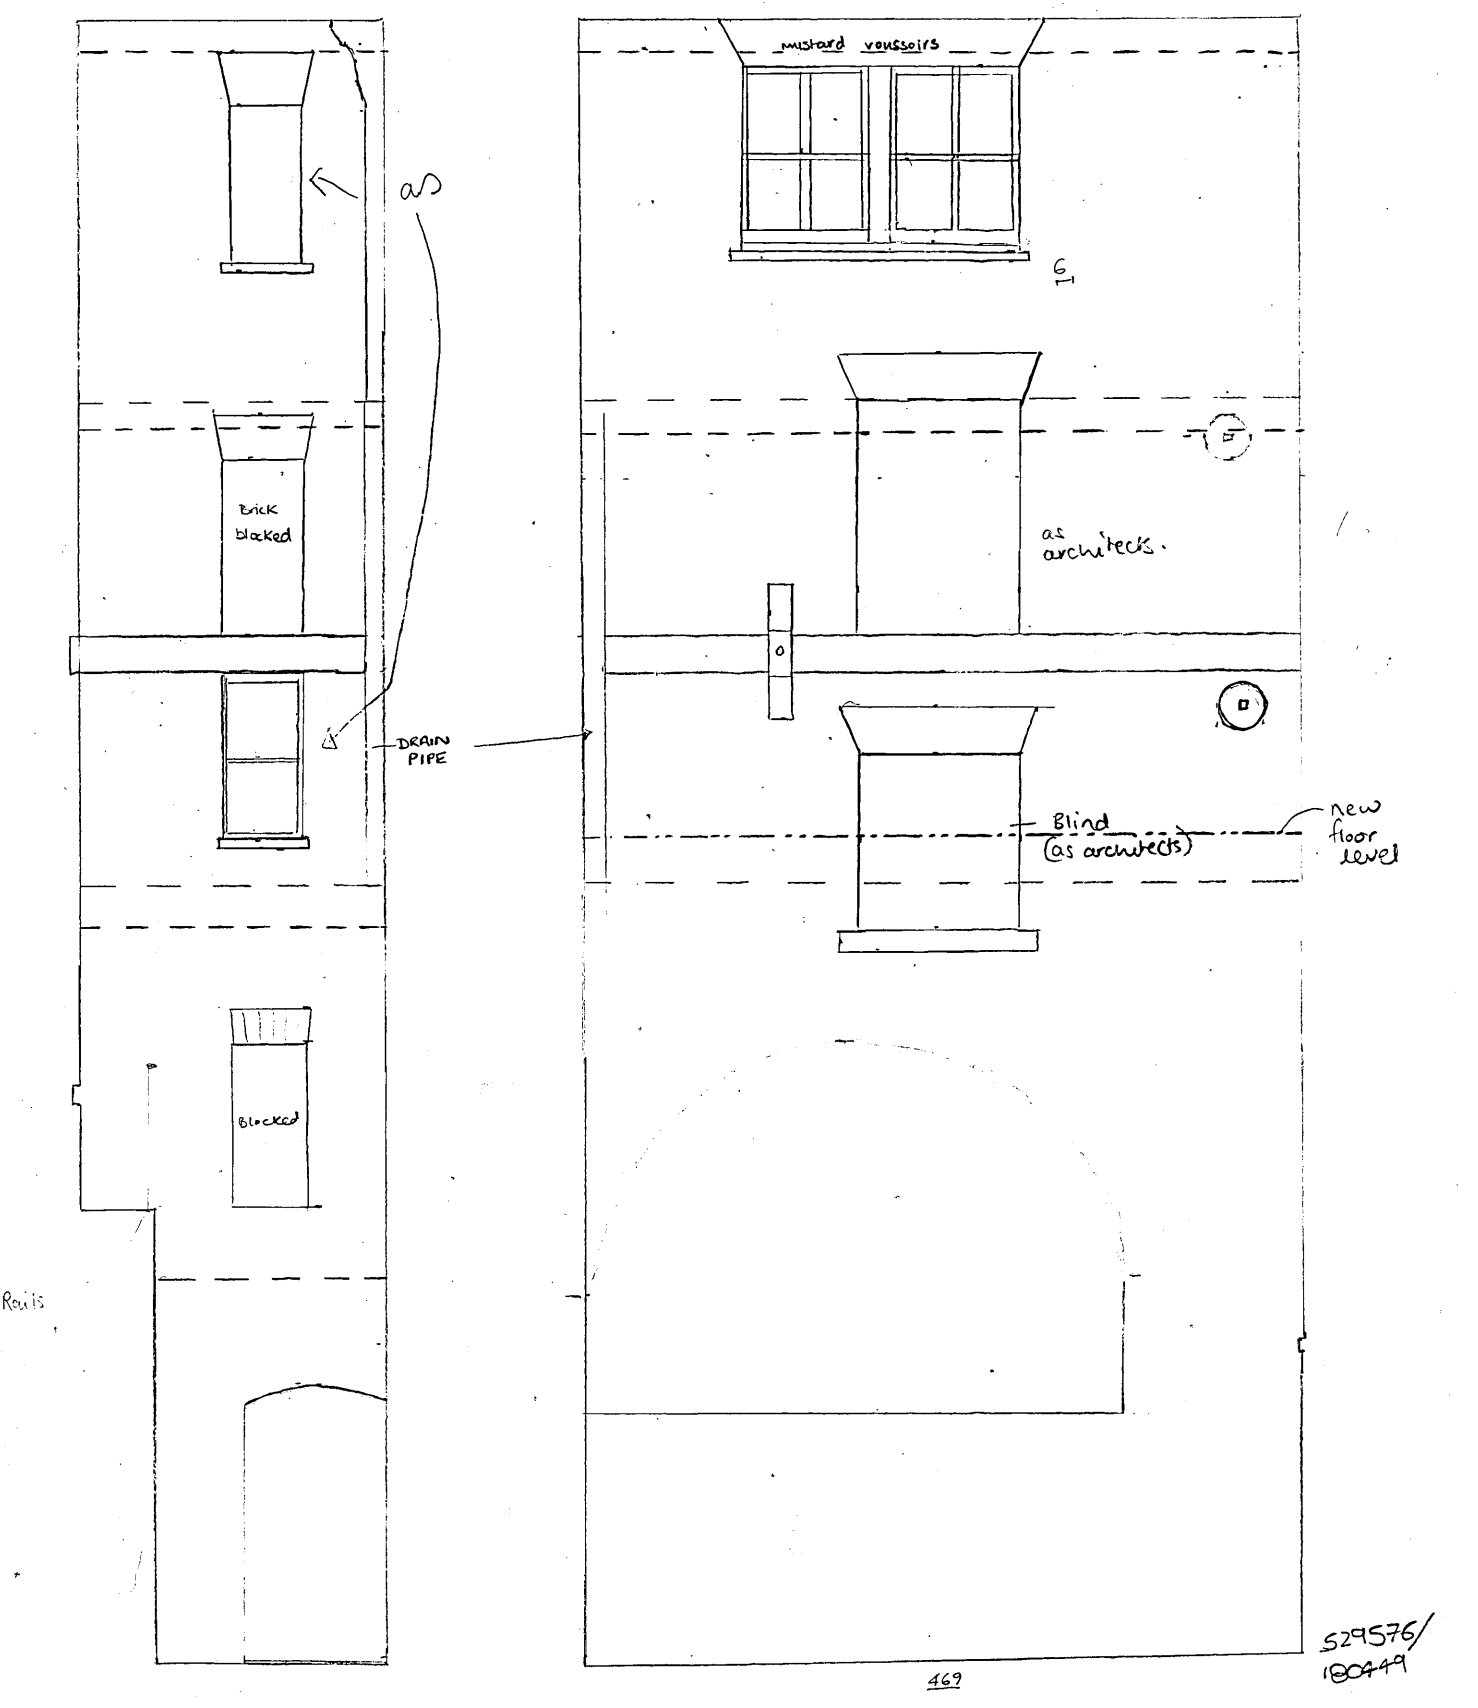 mustard voussoirs
as
6
Brick
blocked
as
architects.
DRAIN
PIPE
Blind
(as architects)
new
floor
level
Blocked
Rails
469
529576/
180449